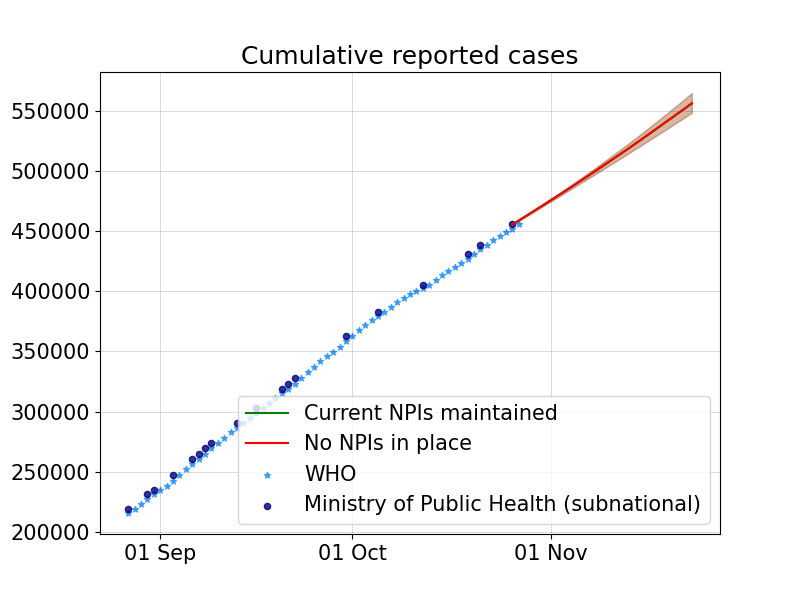 Cumulative reported cases
550000
500000
450000
400000
350000
300000
250000
200000
Current NPIs maintained
No NPIs in place
WHO
Ministry of Public Health (subnational)
01 Sep
01 Oct
01 Nov